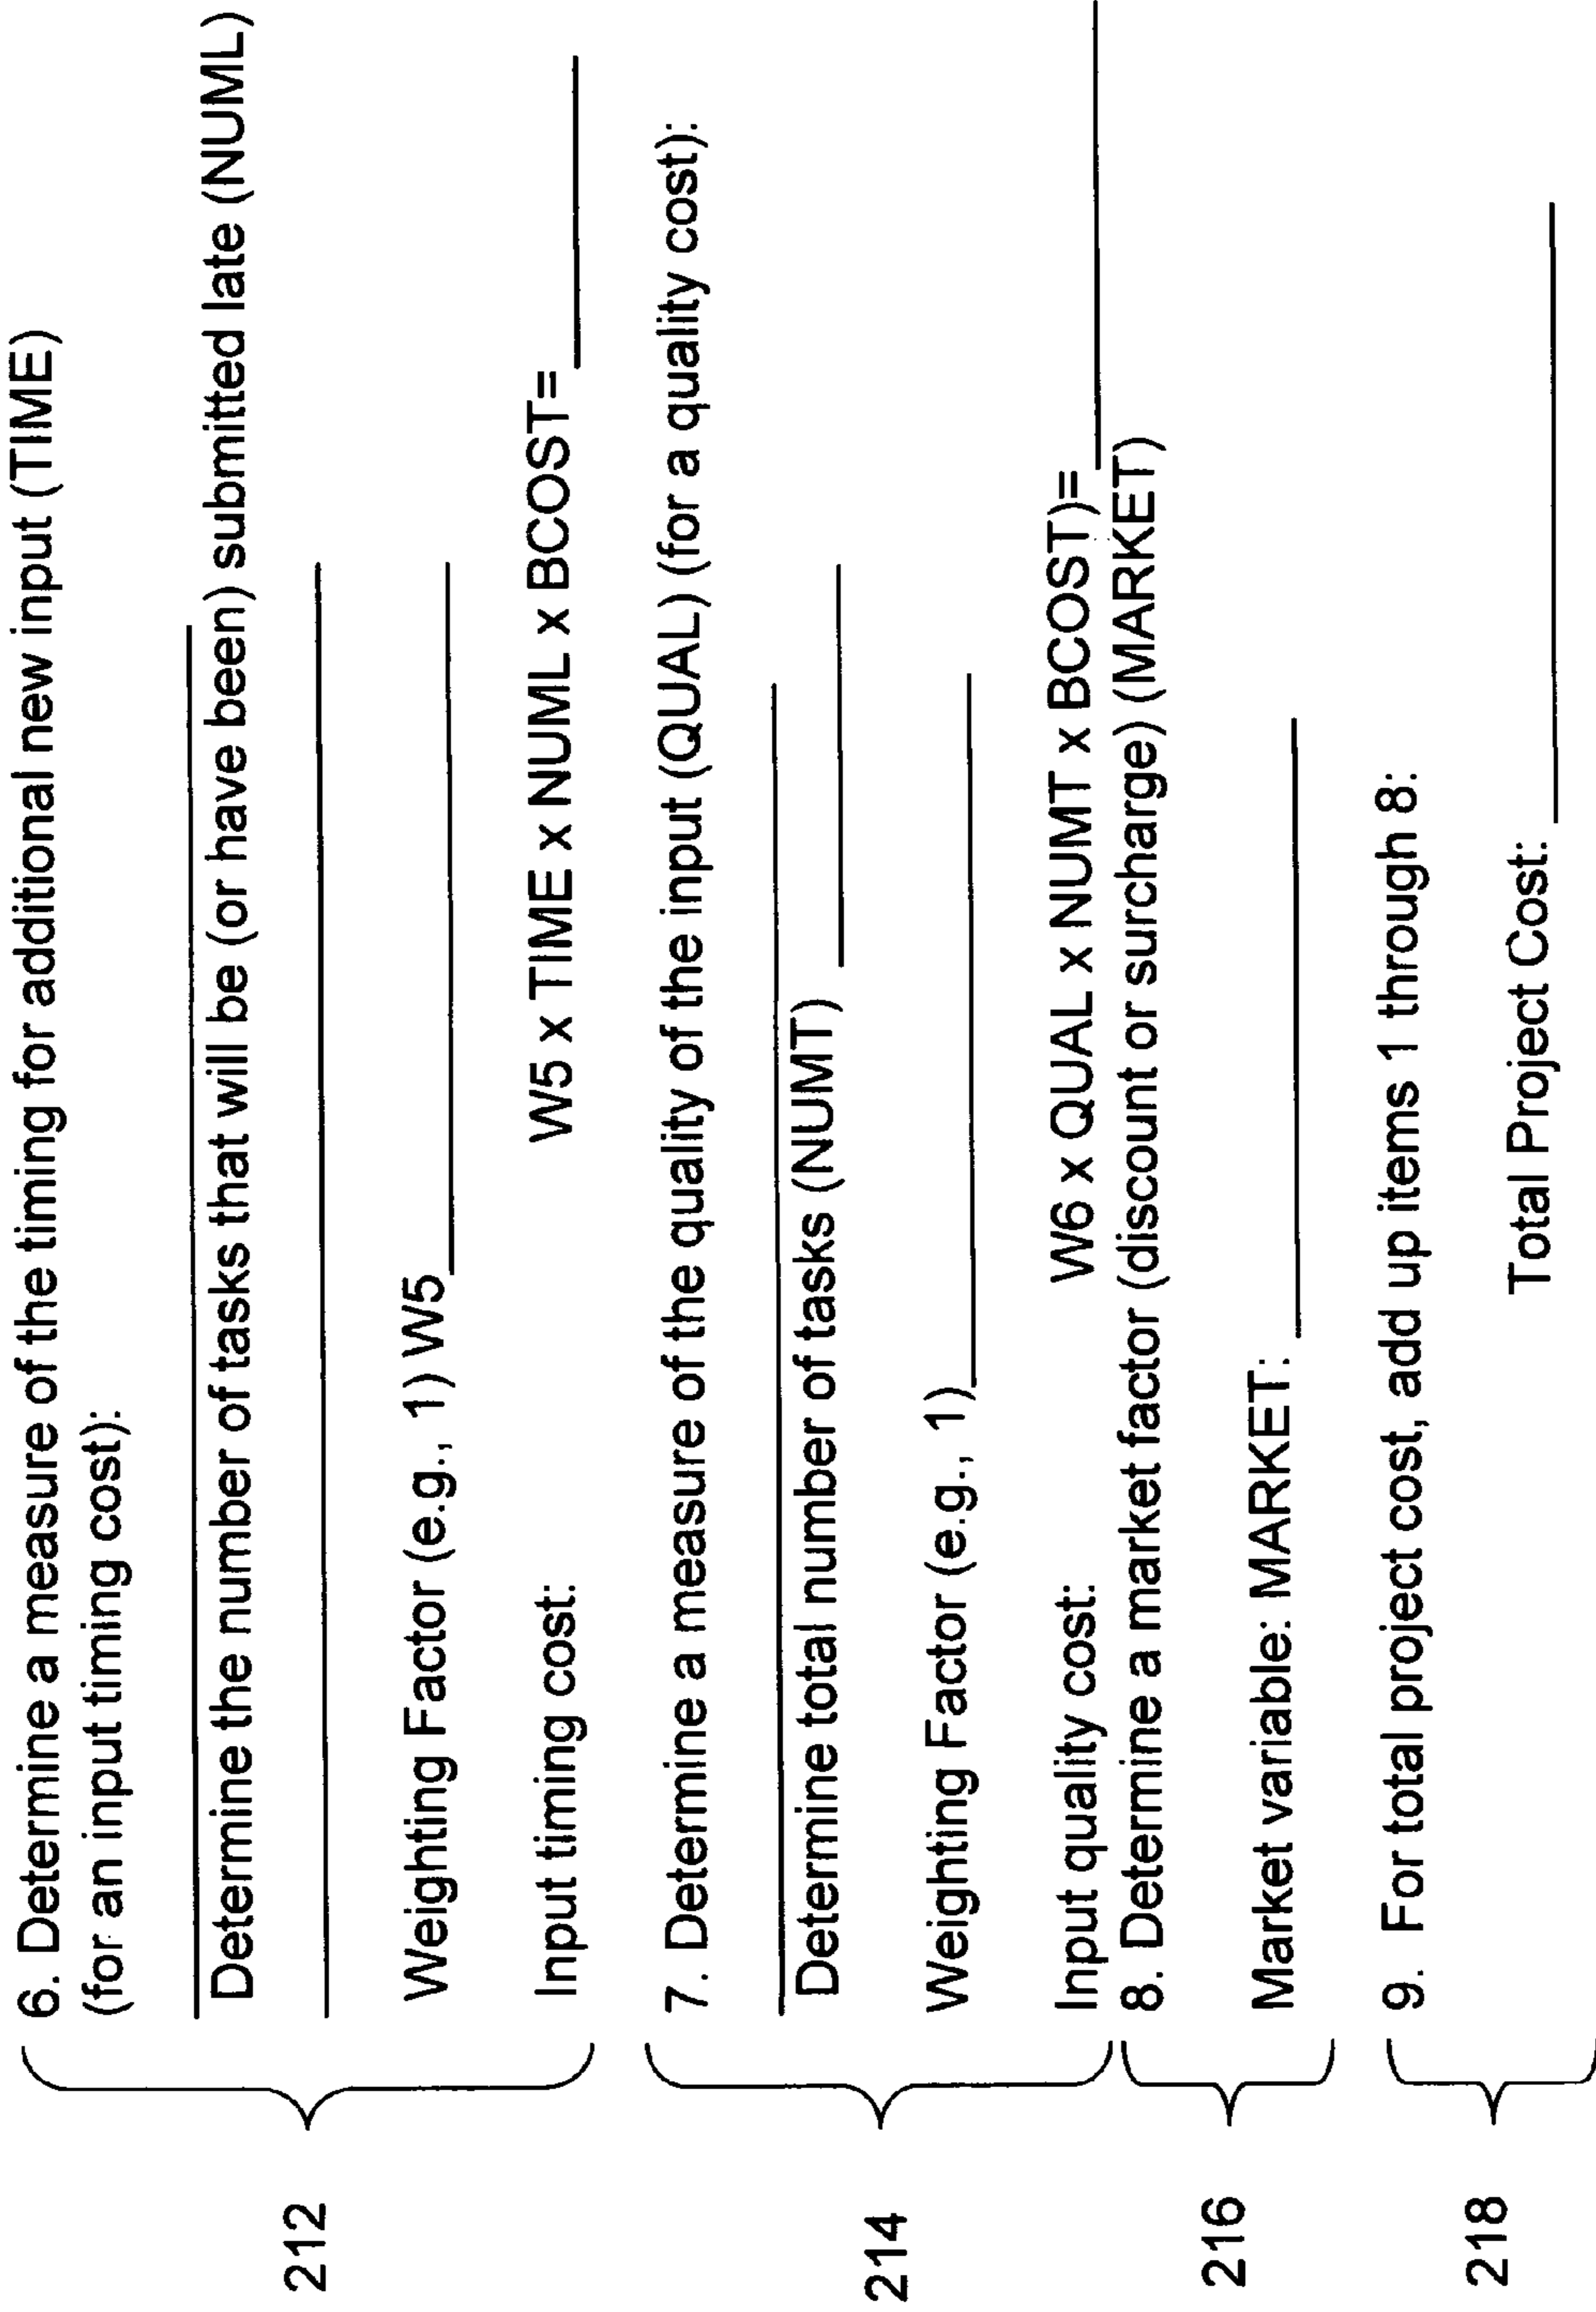 6. Determine a measure of the timing for additional new input (TIME)
(for an input timing cost):
Determine the number of tasks that will be (or have been) submitted late (NUML)
212
Weighting Factor (e.g., 1) W5
Input timing cost: W5 x TIME x NUML x BCOST=
7. Determine a measure of the quality of the input (QUAL) (for a quality cost):
Determine total number of tasks (NUMT)
214
Weighting Factor (e.g., 1)
Input quality cost: W6 x QUAL x NUMT x BCOST)=
8. Determine a market factor (discount or surcharge) (MARKET)
216
Market variable: MARKET:
9. For total project cost, add up items 1 through 8:
218
Total Project Cost: